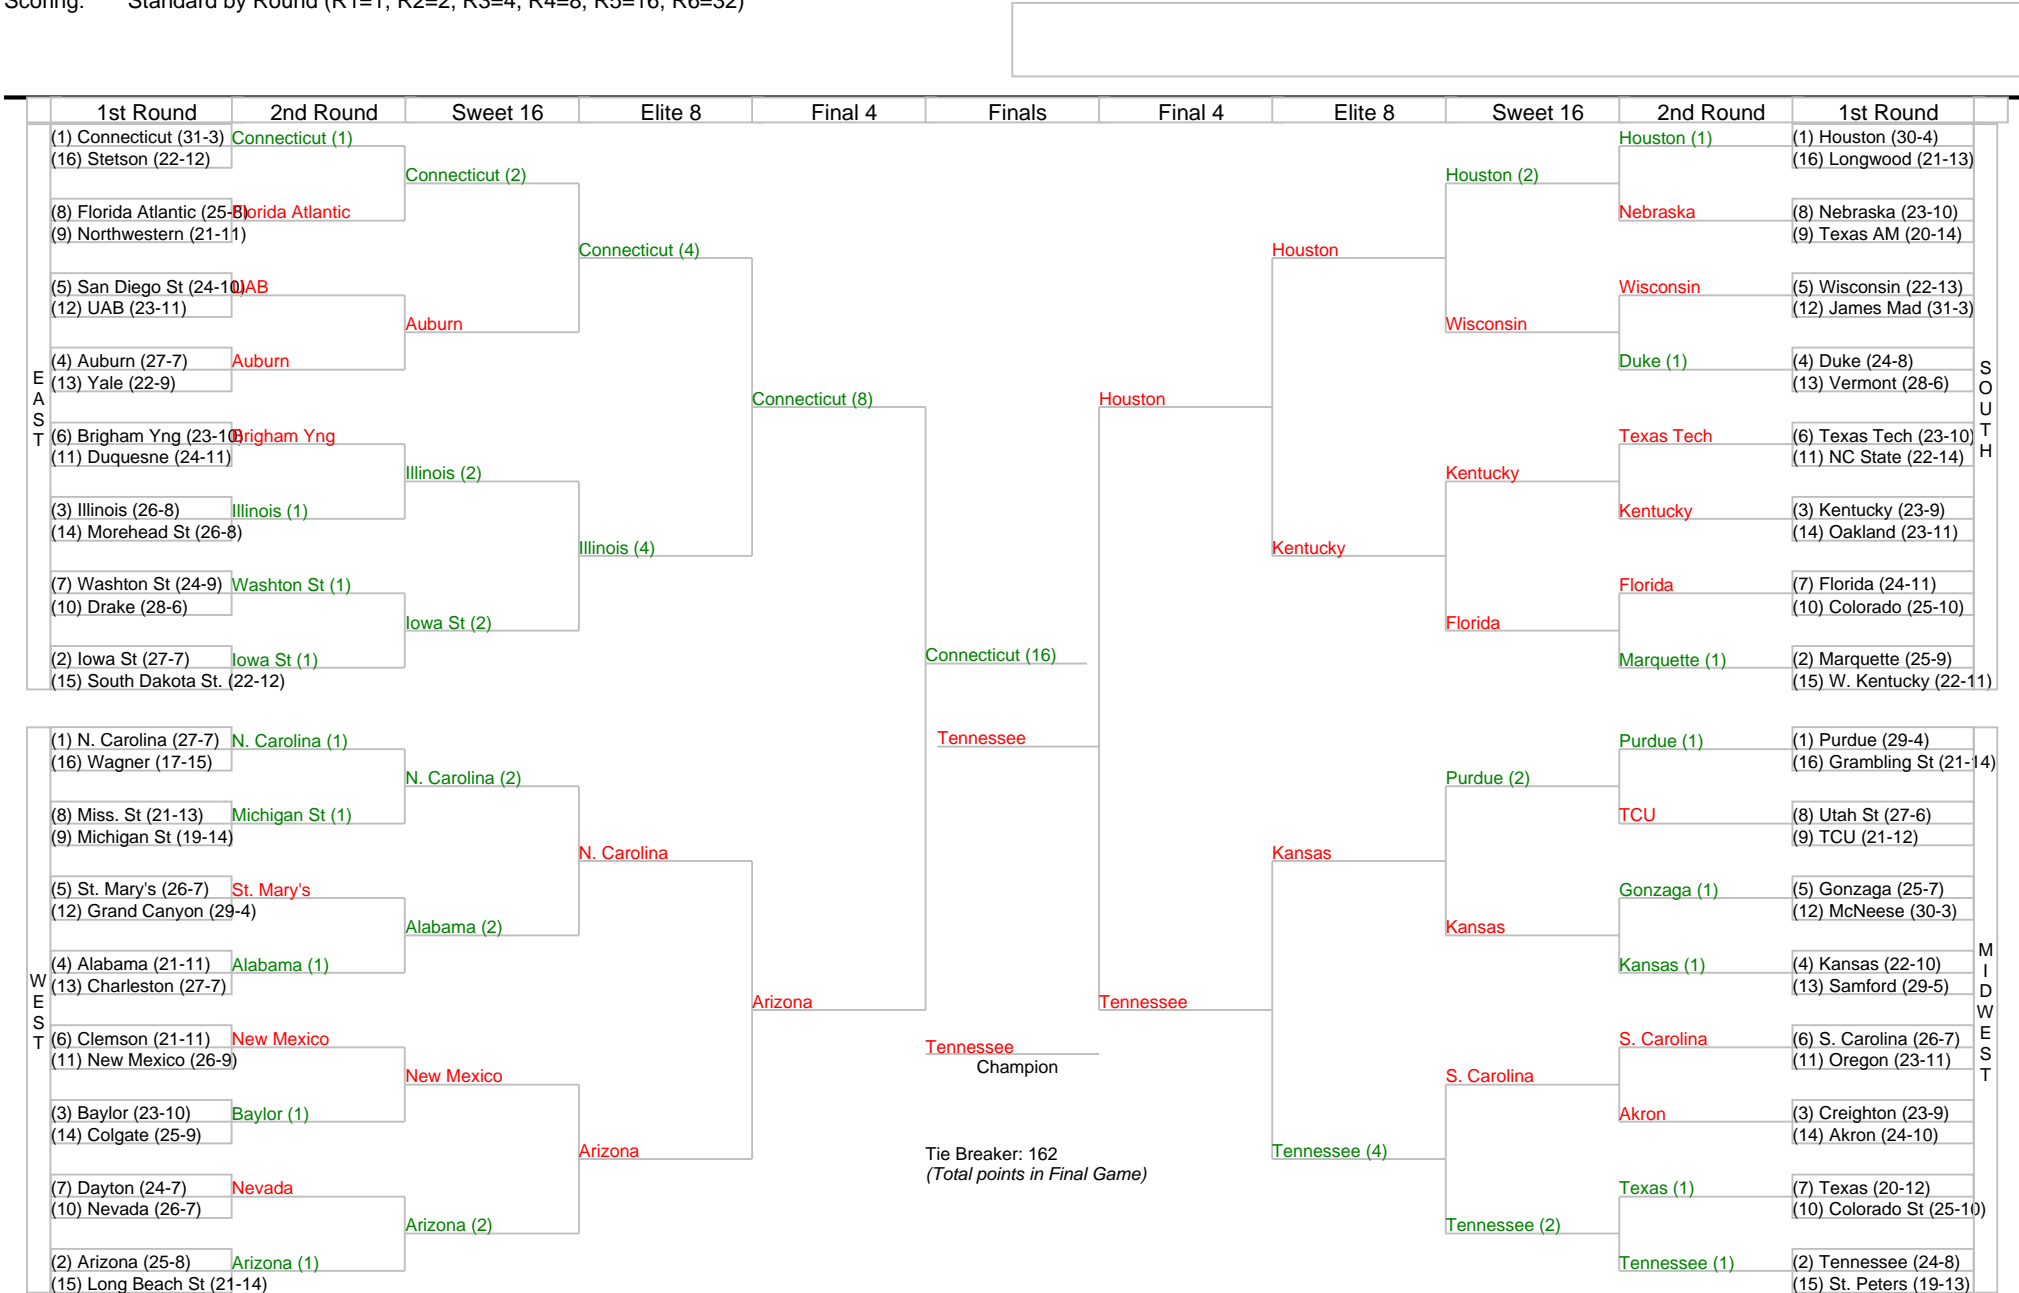 Scoring: Standard by Round (R1=1, R2=2, R3=4, R4=8, R5=16, R6=32)
1st Round 2nd Round Sweet 16 Elite 8 Final 4 Finals Final 4 Elite 8 Sweet 16 2nd Round 1st Round
EAST
(1) Connecticut (31-3)
(16) Stetson (22-12)
(8) Florida Atlantic (25-8)
(9) Northwestern (21-11)
(5) San Diego St (24-10)
(12) UAB (23-11)
(4) Auburn (27-7)
(13) Yale (22-9)
(6) Brigham Yng (23-10)
(11) Duquesne (24-11)
(3) Illinois (26-8)
(14) Morehead St (26-8)
(7) Washton St (24-9)
(10) Drake (28-6)
(2) Iowa St (27-7)
(15) South Dakota St. (22-12)
Connecticut (1)
Florida Atlantic
UAB
Auburn
Brigham Yng
Illinois (1)
Washton St (1)
Iowa St (1)
Connecticut (2)
Auburn
Illinois (2)
Iowa St (2)
Connecticut (4)
Illinois (4)
Connecticut (8)
WEST
(1) N. Carolina (27-7)
(16) Wagner (17-15)
(8) Miss. St (21-13)
(9) Michigan St (19-14)
(5) St. Mary's (26-7)
(12) Grand Canyon (29-4)
(4) Alabama (21-11)
(13) Charleston (27-7)
(6) Clemson (21-11)
(11) New Mexico (26-9)
(3) Baylor (23-10)
(14) Colgate (25-9)
(7) Dayton (24-7)
(10) Nevada (26-7)
(2) Arizona (25-8)
(15) Long Beach St (21-14)
N. Carolina (1)
Michigan St (1)
St. Mary's
Alabama (1)
New Mexico
Baylor (1)
Nevada
Arizona (1)
N. Carolina (2)
Alabama (2)
New Mexico
Arizona (2)
N. Carolina
Arizona
Arizona
Connecticut (16)
Tennessee
Tennessee
Champion
Tie Breaker: 162
(Total points in Final Game)
Houston
Tennessee
Houston
Kentucky
Kansas
Tennessee (4)
Houston (2)
Wisconsin
Kentucky
Florida
Purdue (2)
Kansas
S. Carolina
Tennessee (2)
Houston (1)
Nebraska
Wisconsin
Duke (1)
Texas Tech
Kentucky
Florida
Marquette (1)
Purdue (1)
TCU
Gonzaga (1)
Kansas (1)
S. Carolina
Akron
Texas (1)
Tennessee (1)
SOUTH
(1) Houston (30-4)
(16) Longwood (21-13)
(8) Nebraska (23-10)
(9) Texas AM (20-14)
(5) Wisconsin (22-13)
(12) James Mad (31-3)
(4) Duke (24-8)
(13) Vermont (28-6)
(6) Texas Tech (23-10)
(11) NC State (22-14)
(3) Kentucky (23-9)
(14) Oakland (23-11)
(7) Florida (24-11)
(10) Colorado (25-10)
(2) Marquette (25-9)
(15) W. Kentucky (22-11)
MIDWEST
(1) Purdue (29-4)
(16) Grambling St (21-14)
(8) Utah St (27-6)
(9) TCU (21-12)
(5) Gonzaga (25-7)
(12) McNeese (30-3)
(4) Kansas (22-10)
(13) Samford (29-5)
(6) S. Carolina (26-7)
(11) Oregon (23-11)
(3) Creighton (23-9)
(14) Akron (24-10)
(7) Texas (20-12)
(10) Colorado St (25-10)
(2) Tennessee (24-8)
(15) St. Peters (19-13)